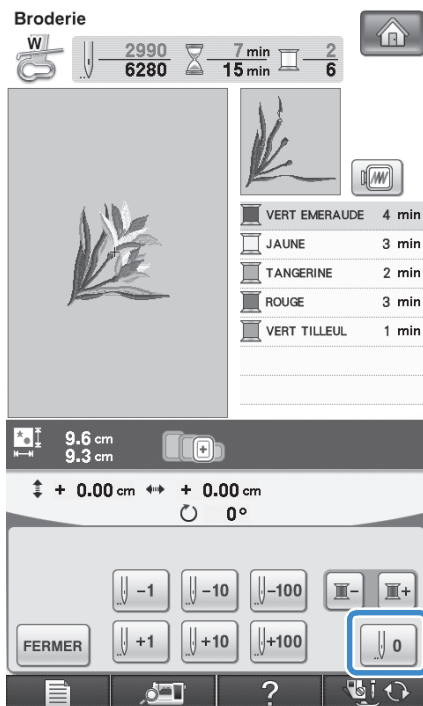 Broderie
W
2990 7 min 2
6280 15 min 6
VERT EMERAUDE 4 min
JAUNE 3 min
TANGERINE 2 min
ROUGE 3 min
VERT TILLEUL 1 min
9.6 cm
9.3 cm
+ 0.00 cm + 0.00 cm
0°
-1 -10 -100 - +
FERMER +1 +10 +100 0
?